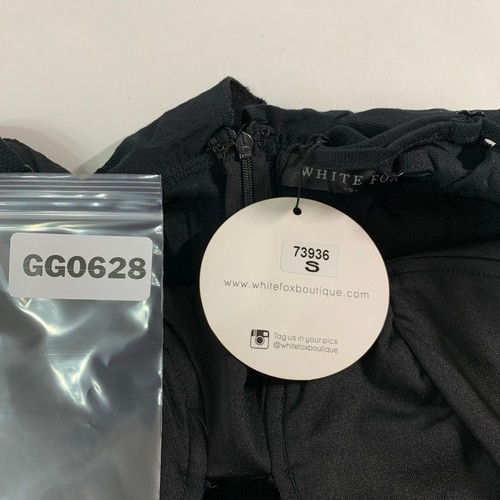 WHITE FOX
GG0628
73936
S
www.whitefoxboutique.com
Tag us in your pics
@whitefoxboutique